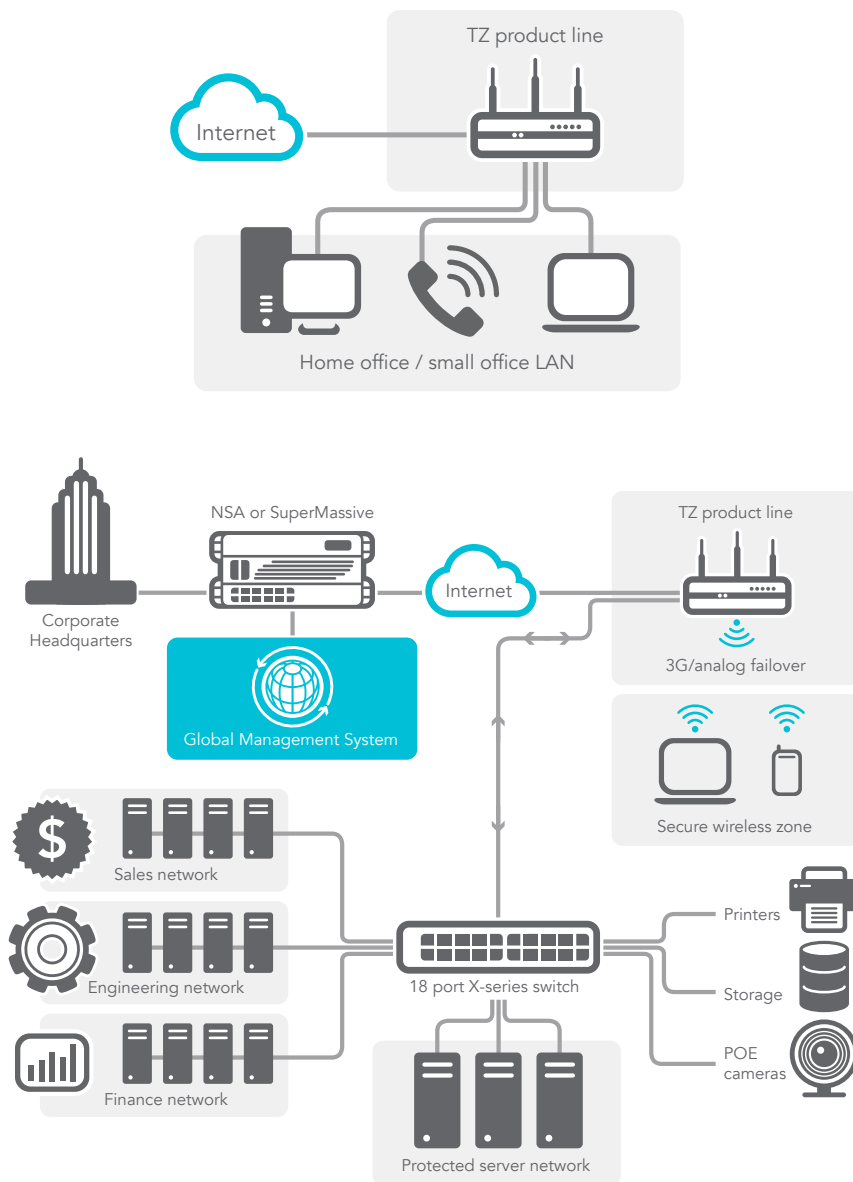 TZ product line
Internet
Home office / small office LAN
NSA or SuperMassive
TZ product line
Internet
Corporate
Headquarters
3G/analog failover
Global Management System
Secure wireless zone
$
Sales network
Printers
Engineering network
18 port X-series switch
Storage
POE
cameras
Finance network
Protected server network